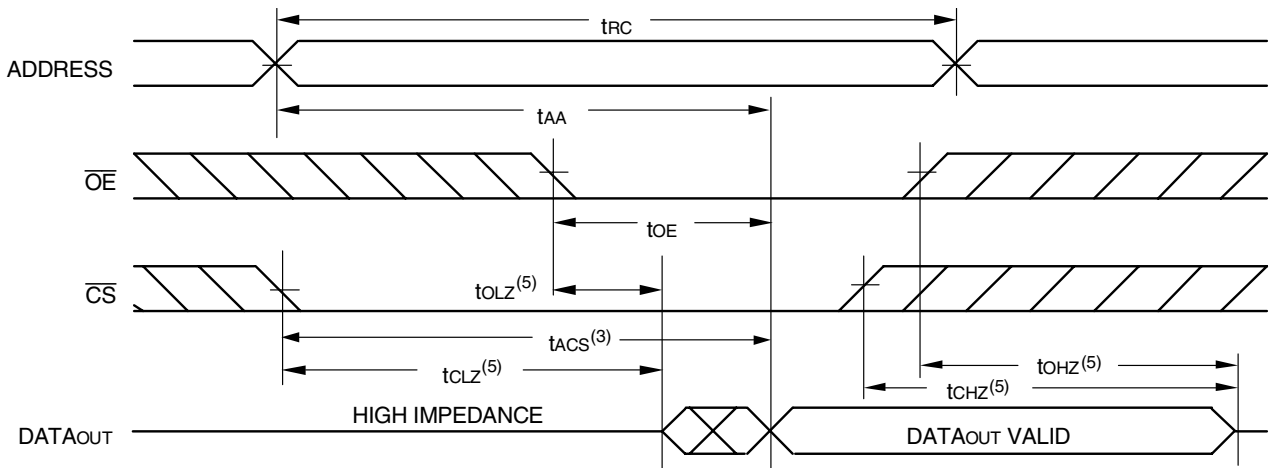 tRC
ADDRESS
tAA
OE
tOE
CS
tOLZ(5)
tACS(3)
tCLZ(5)
tOHZ(5)
tCHZ(5)
HIGH IMPEDANCE
DATAOUT
DATAOUT VALID